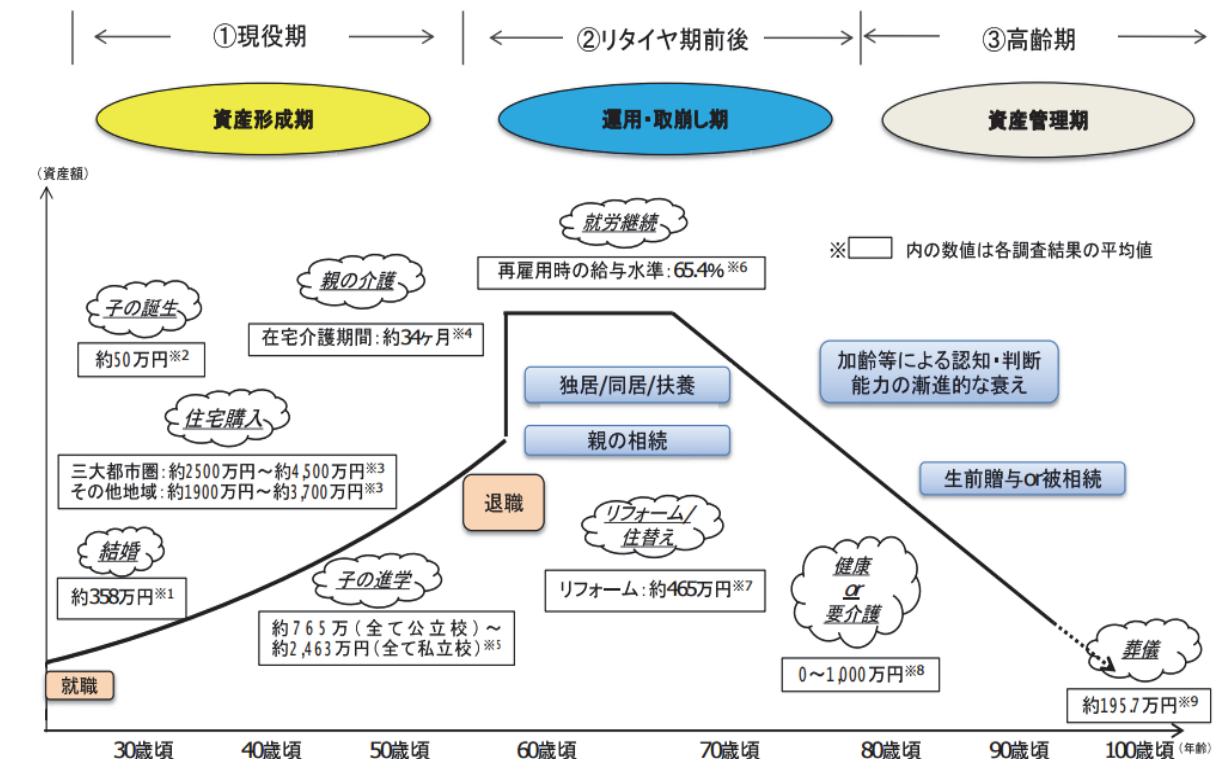 ①現役期
②リタイヤ期前後
③高齢期
資産形成期
運用・取崩し期
資産管理期
(資産額)
就労継続
再雇用時の給与水準:65.4%※6
※ 内の数値は各調査結果の平均値
親の介護
在宅介護期間:約34ヶ月※4
子の誕生
約50万円※2
独居/同居/扶養
加齢等による認知・判断
能力の漸進的な衰え
住宅購入
親の相続
三大都市圏:約2500万円~約4,500万円※3
その他地域:約1900万円~約3,700万円※3
生前贈与or被相続
退職
リフォーム/
住替え
結婚
約358万円※1
子の進学
リフォーム:約465万円※7
健康
or
要介護
約765万(全て公立校)~
約2,463万円(全て私立校)※5
0~1,000万円※8
葬儀
約195.7万円※9
就職
30歳頃
40歳頃
50歳頃
60歳頃
70歳頃
80歳頃
90歳頃
100歳頃
(年齢)